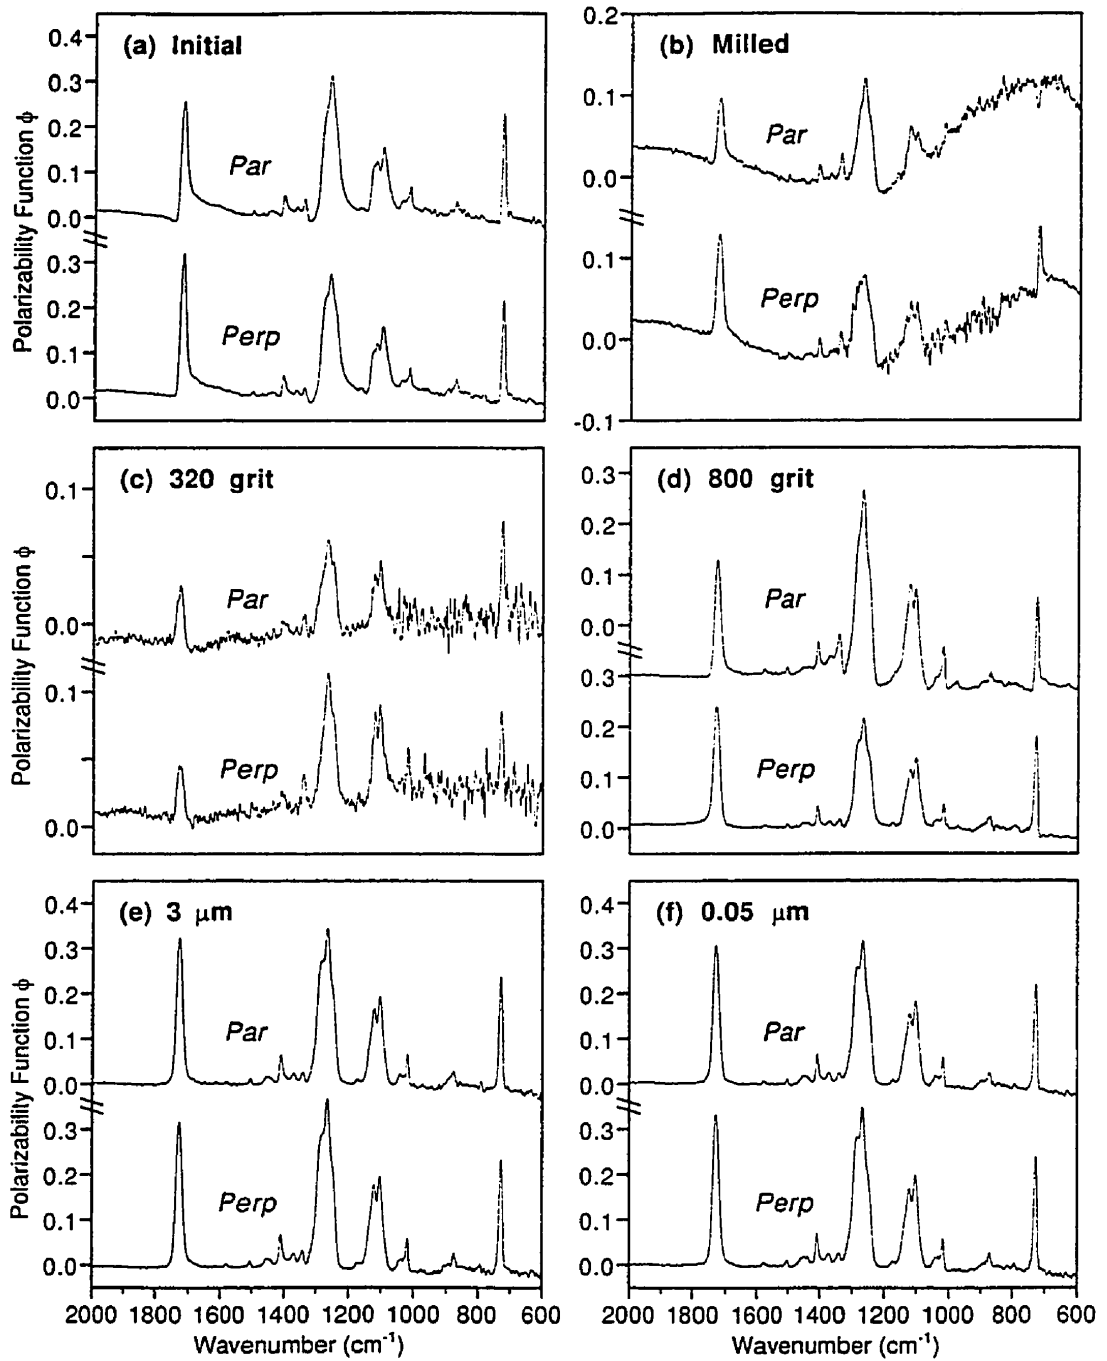 (a) Initial
0.4
0.3
0.2
0.1
0.0
0.3
0.2
0.1
0.0
Par
Perp
Polarizability Function ϕ
(b) Milled
0.2
0.1
0.0
0.1
0.0
-0.1
Par
Perp
(c) 320 grit
0.1
0.0
0.1
0.0
Par
Perp
Polarizability Function ϕ
(d) 800 grit
0.3
0.2
0.1
0.0
0.3
0.2
0.1
0.0
Par
Perp
(e) 3 μm
0.4
0.3
0.2
0.1
0.0
0.3
0.2
0.1
0.0
Par
Perp
Polarizability Function ϕ
2000 1800 1600 1400 1200 1000 800 600
Wavenumber (cm⁻¹)
(f) 0.05 μm
0.4
0.3
0.2
0.1
0.0
0.3
0.2
0.1
0.0
Par
Perp
2000 1800 1600 1400 1200 1000 800 600
Wavenumber (cm⁻¹)